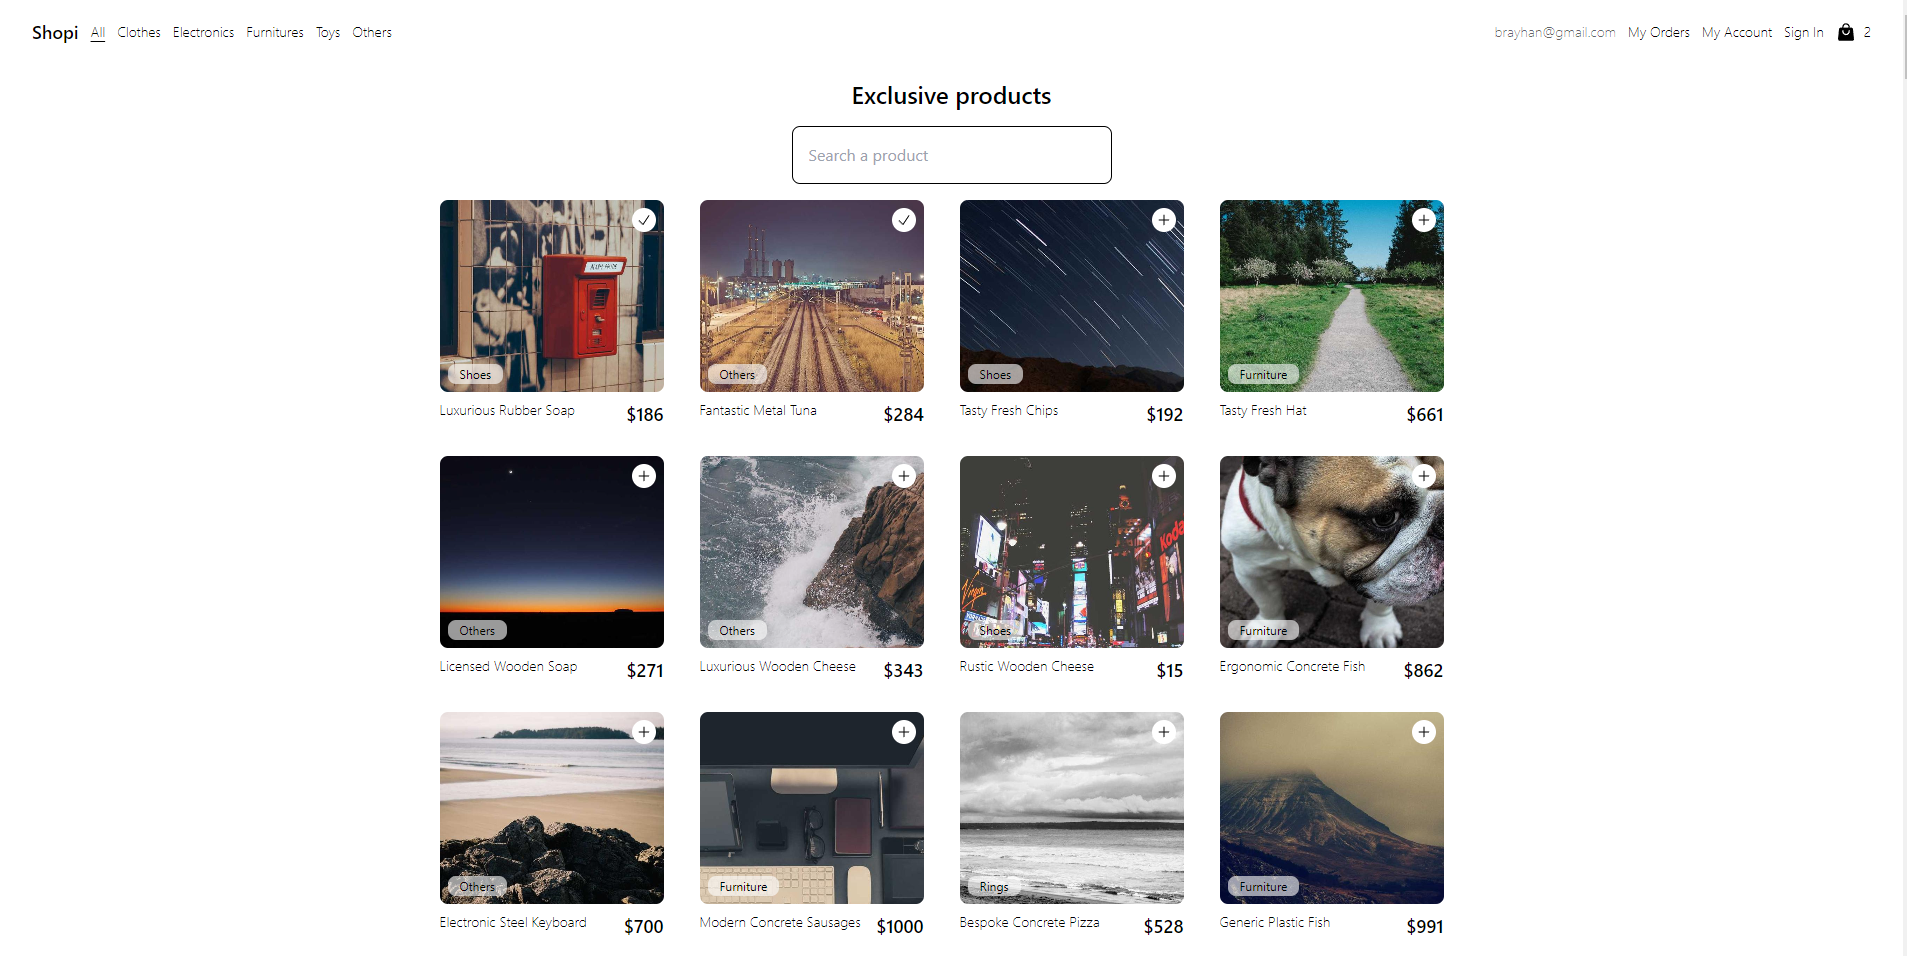 Shopi All Clothes Electronics Furnitures Toys Others brayhan@gmail.com My Orders My Account Sign In 2
Exclusive products
Search a product
Shoes Others Shoes Furniture
Luxurious Rubber Soap $186 Fantastic Metal Tuna $284 Tasty Fresh Chips $192 Tasty Fresh Hat $661
Kodak
Virgin
Others Others Shoes Furniture
Licensed Wooden Soap $271 Luxurious Wooden Cheese $343 Rustic Wooden Cheese $15 Ergonomic Concrete Fish $862
Others Furniture Rings Furniture
Electronic Steel Keyboard $700 Modern Concrete Sausages $1000 Bespoke Concrete Pizza $528 Generic Plastic Fish $991